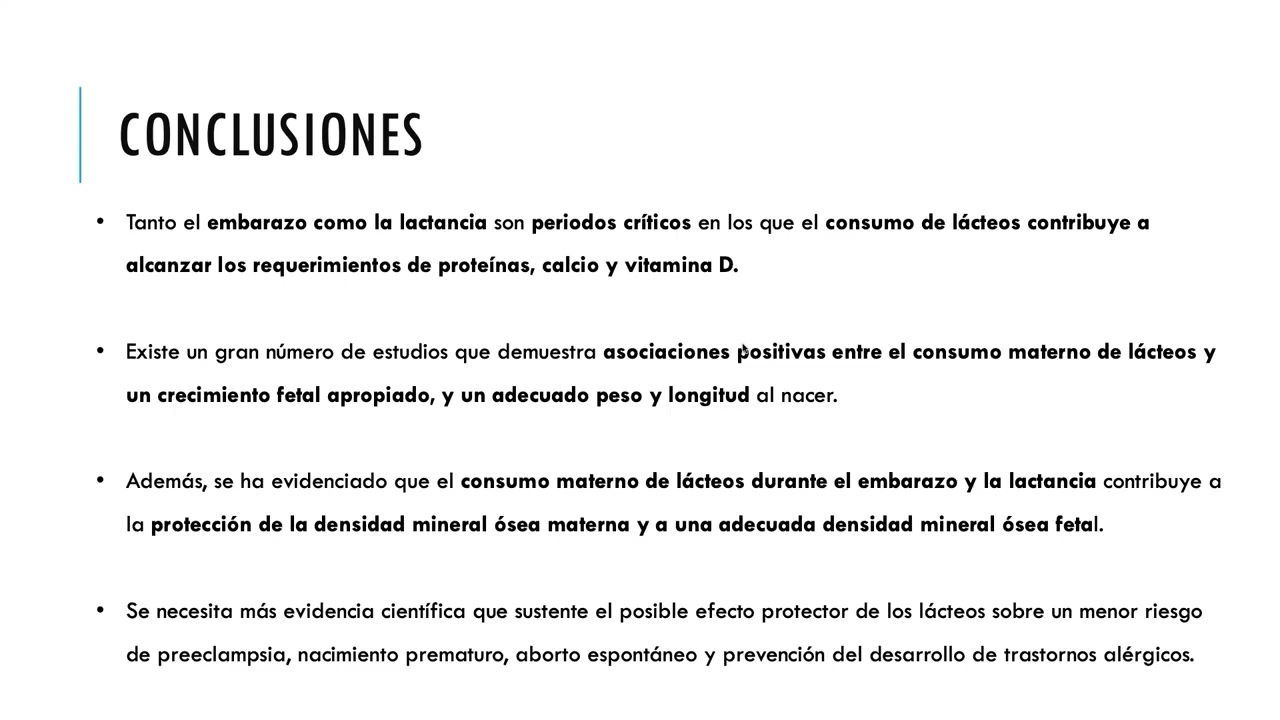 CONCLUSIONES
• Tanto el embarazo como la lactancia son periodos críticos en los que el consumo de lácteos contribuye a
alcanzar los requerimientos de proteínas, calcio y vitamina D.
• Existe un gran número de estudios que demuestra asociaciones positivas entre el consumo materno de lácteos y
un crecimiento fetal apropiado, y un adecuado peso y longitud al nacer.
• Además, se ha evidenciado que el consumo materno de lácteos durante el embarazo y la lactancia contribuye a
la protección de la densidad mineral ósea materna y a una adecuada densidad mineral ósea fetal.
• Se necesita más evidencia científica que sustente el posible efecto protector de los lácteos sobre un menor riesgo
de preeclampsia, nacimiento prematuro, aborto espontáneo y prevención del desarrollo de trastornos alérgicos.